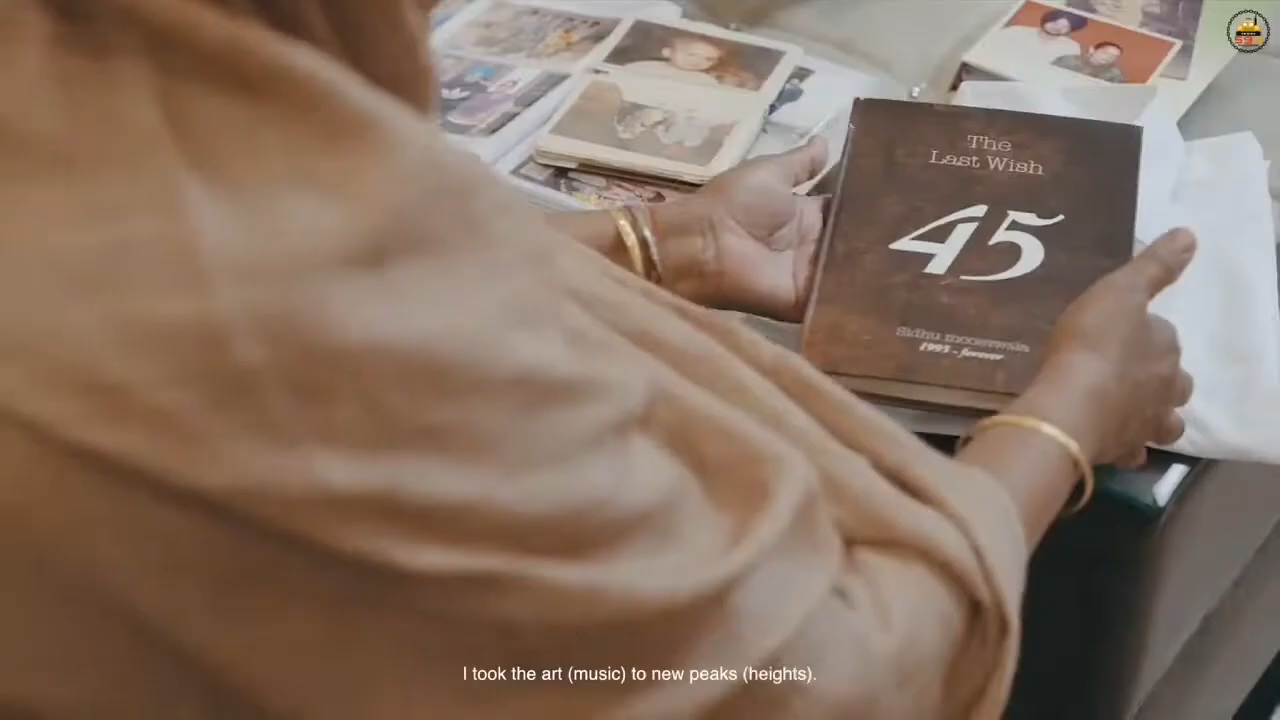 The
Last Wish
45
Sidhu moosewala
1993 - forever
I took the art (music) to new peaks (heights).